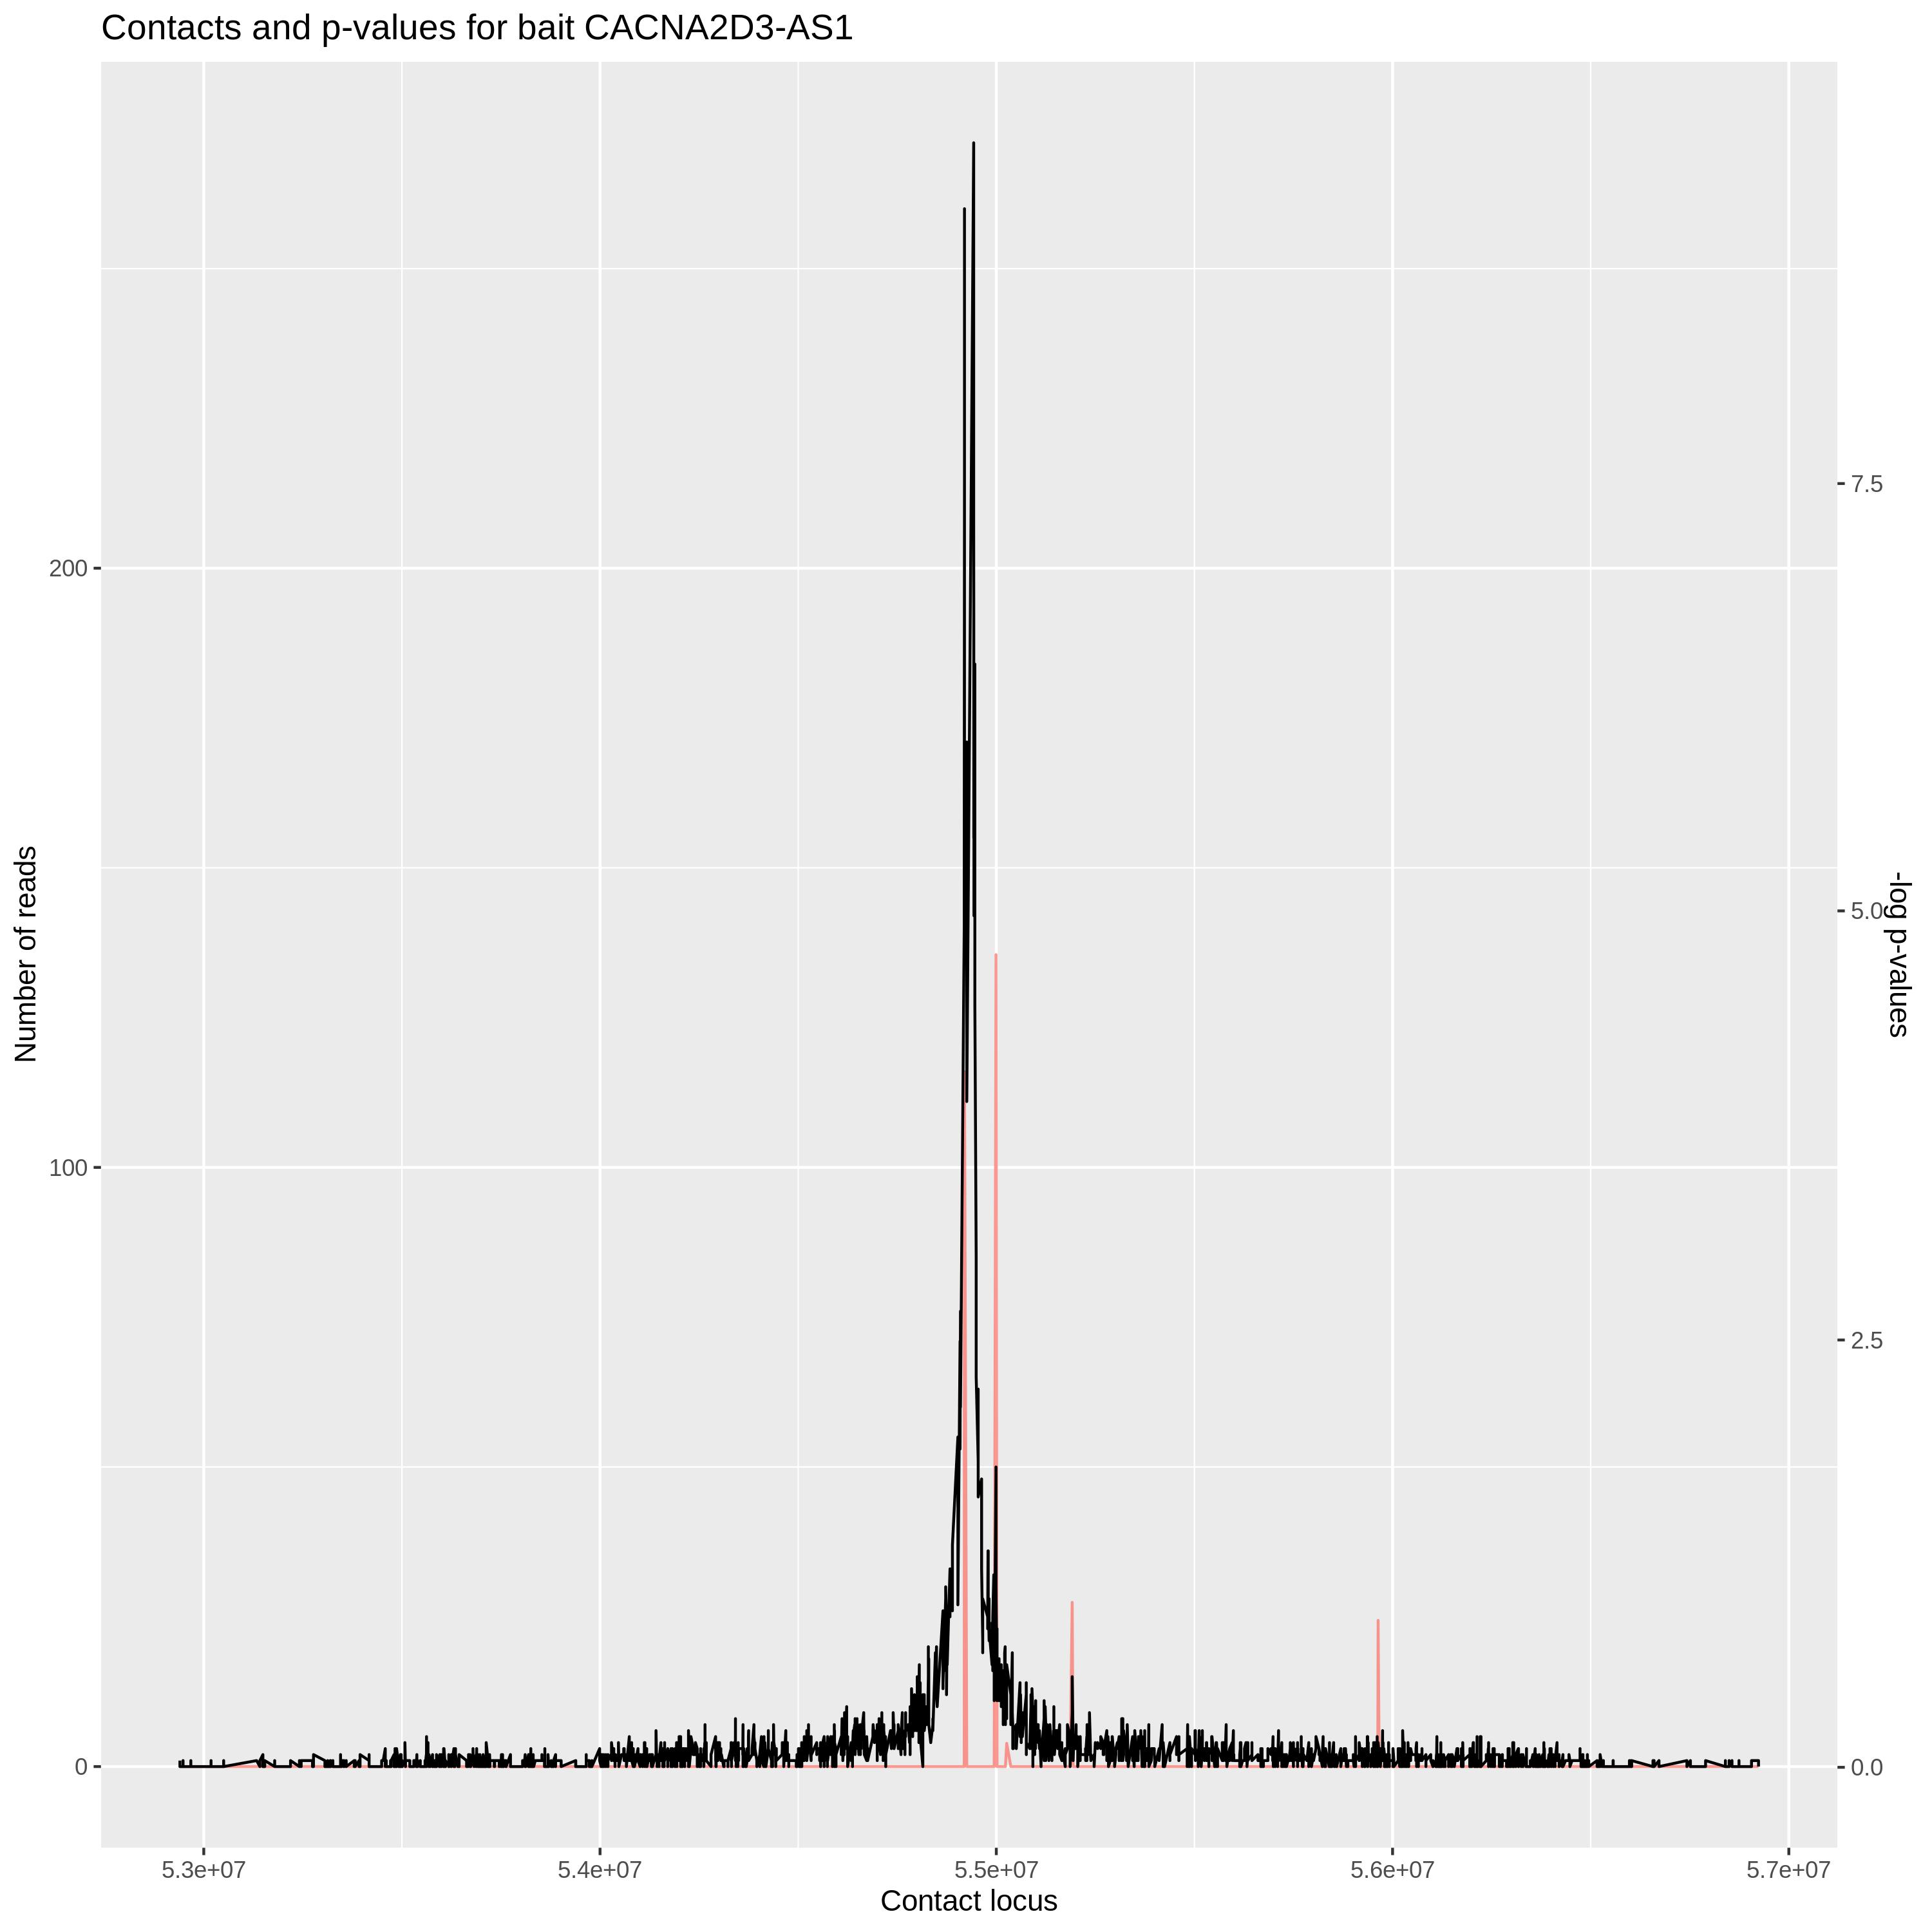 Contacts and p-values for bait CACNA2D3-AS1
Number of reads
200
100
0
7.5
5.0
2.5
0.0
-log p-values
5.3e+07 5.4e+07 5.5e+07 5.6e+07 5.7e+07
Contact locus